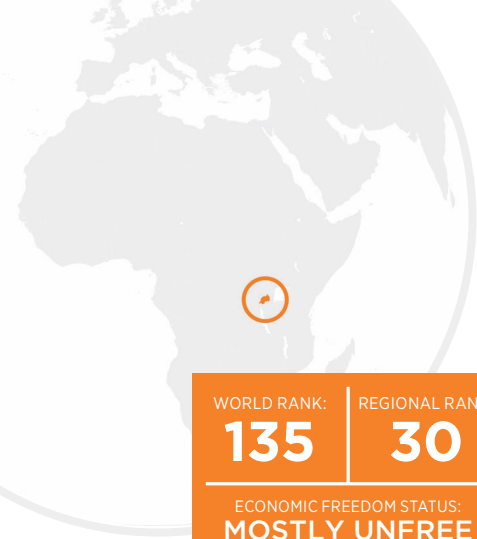 WORLD RANK:
135
REGIONAL RAN
30
ECONOMIC FREEDOM STATUS:
MOSTLY UNFREE